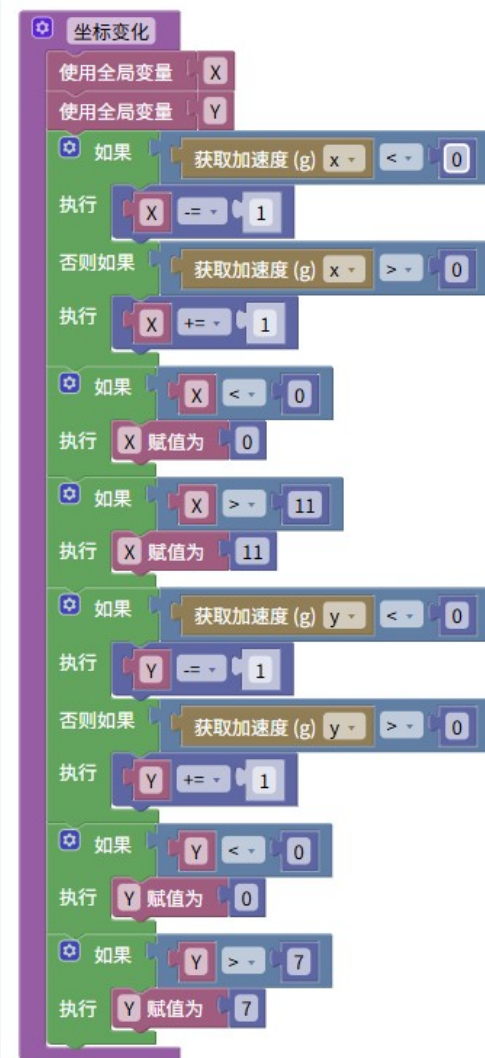 坐标变化
使用全局变量 X
使用全局变量 Y
如果 获取加速度 (g) x < 0
执行 X -= 1
否则如果 获取加速度 (g) x > 0
执行 X += 1
如果 X < 0
执行 X 赋值为 0
如果 X > 11
执行 X 赋值为 11
如果 获取加速度 (g) y < 0
执行 Y -= 1
否则如果 获取加速度 (g) y > 0
执行 Y += 1
如果 Y < 0
执行 Y 赋值为 0
如果 Y > 7
执行 Y 赋值为 7